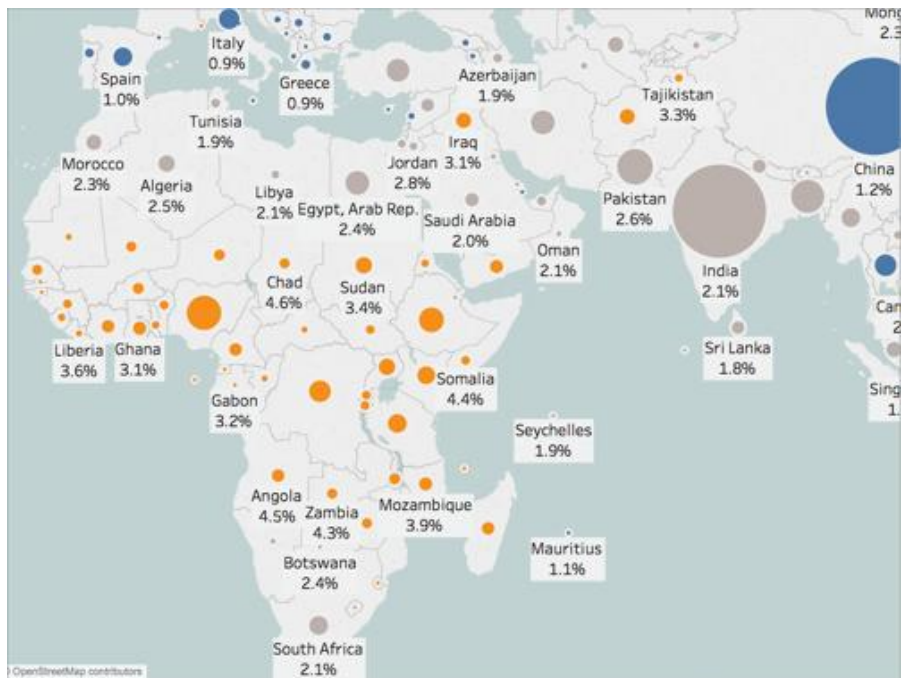 Mong
2.3
Italy
0.9%
Spain
1.0%
Greece
0.9%
Azerbaijan
1.9%
Tajikistan
3.3%
Tunisia
1.9%
Iraq
3.1%
Morocco
2.3%
Algeria
2.5%
Jordan
2.8%
China
1.2%
Libya
2.1%
Egypt, Arab Rep.
2.4%
Saudi Arabia
2.0%
Pakistan
2.6%
Oman
2.1%
India
2.1%
Chad
4.6%
Sudan
3.4%
Can
2
Liberia
3.6%
Ghana
3.1%
Sri Lanka
1.8%
Somalia
4.4%
Sing
1.
Gabon
3.2%
Seychelles
1.9%
Angola
4.5%
Zambia
4.3%
Mozambique
3.9%
Mauritius
1.1%
Botswana
2.4%
South Africa
2.1%
OpenStreetMap contributors